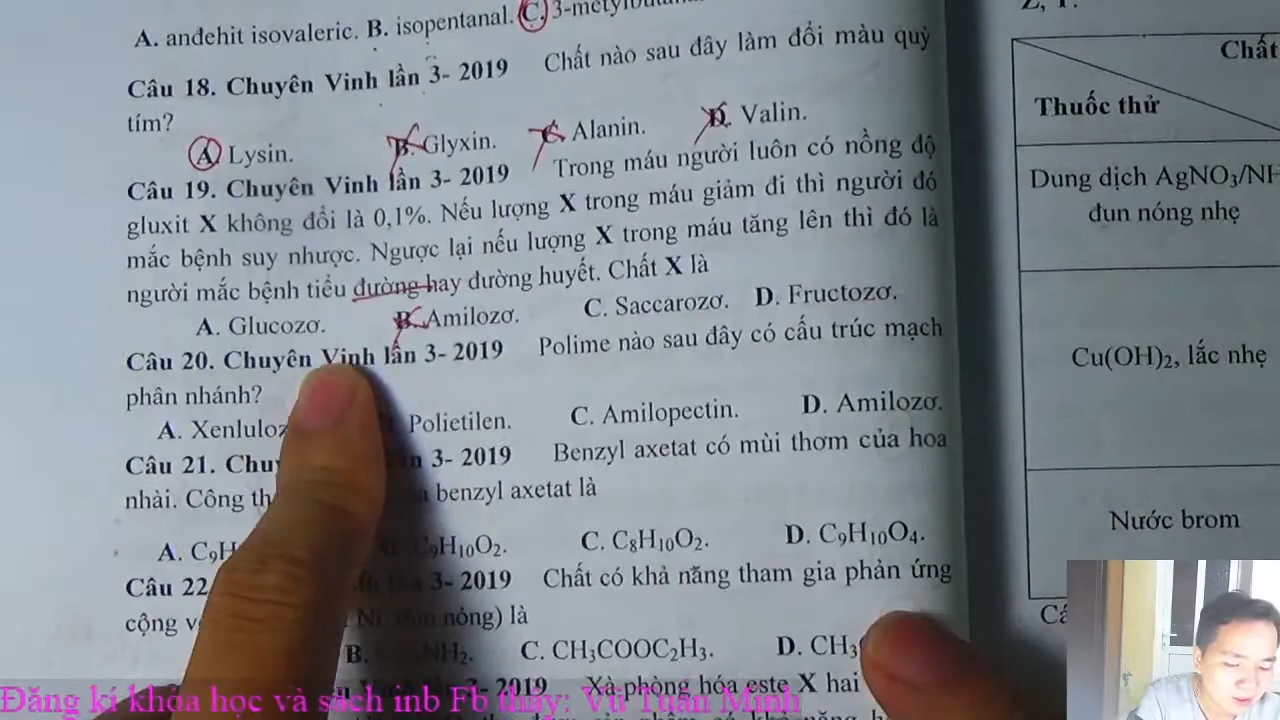 A. anđehit isovaleric. B. isopentanal. C. 3-metylbutanal
Câu 18. Chuyên Vinh lần 3- 2019 Chất nào sau đây làm đổi màu quỳ
tím?
A. Lysin. B. Glyxin. C. Alanin. D. Valin.
Câu 19. Chuyên Vinh lần 3- 2019 Trong máu người luôn có nồng độ
gluxit X không đổi là 0,1%. Nếu lượng X trong máu giảm đi thì người đó
mắc bệnh suy nhược. Ngược lại nếu lượng X trong máu tăng lên thì đó là
người mắc bệnh tiểu đường hay đường huyết. Chất X là
A. Glucozơ. B. Amilozơ. C. Saccarozơ. D. Fructozơ.
Câu 20. Chuyên Vinh lần 3- 2019 Polime nào sau đây có cấu trúc mạch
phân nhánh?
A. Xenluloz Polietilen. C. Amilopectin. D. Amilozơ.
Câu 21. Chu n 3- 2019 Benzyl axetat có mùi thơm của hoa
nhài. Công th benzyl axetat là
A. C₉H C₉H₁₀O₂. C. C₈H₁₀O₂. D. C₉H₁₀O₄.
Câu 22 3- 2019 Chất có khả năng tham gia phản ứng
cộng v Ni, đun nóng) là
B. NH₂. C. CH₃COOC₂H₃. D. CH₃
3- 2019 Xà phòng hóa este X hai
Chất
Thuốc thử
Dung dịch AgNO₃/NH
đun nóng nhẹ
Cu(OH)₂, lắc nhẹ
Nước brom
Đăng kí khóa học và sách inb Fb thầy: Vũ Tuấn Minh